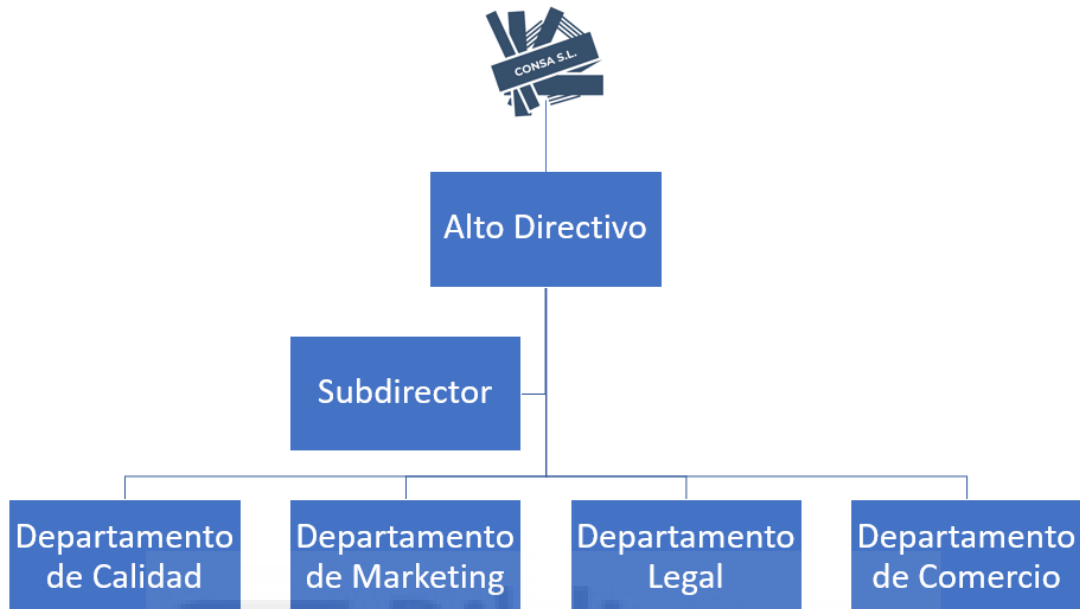 CONSA S.L.
Alto Directivo
Subdirector
Departamento
de Calidad
Departamento
de Marketing
Departamento
Legal
Departamento
de Comercio